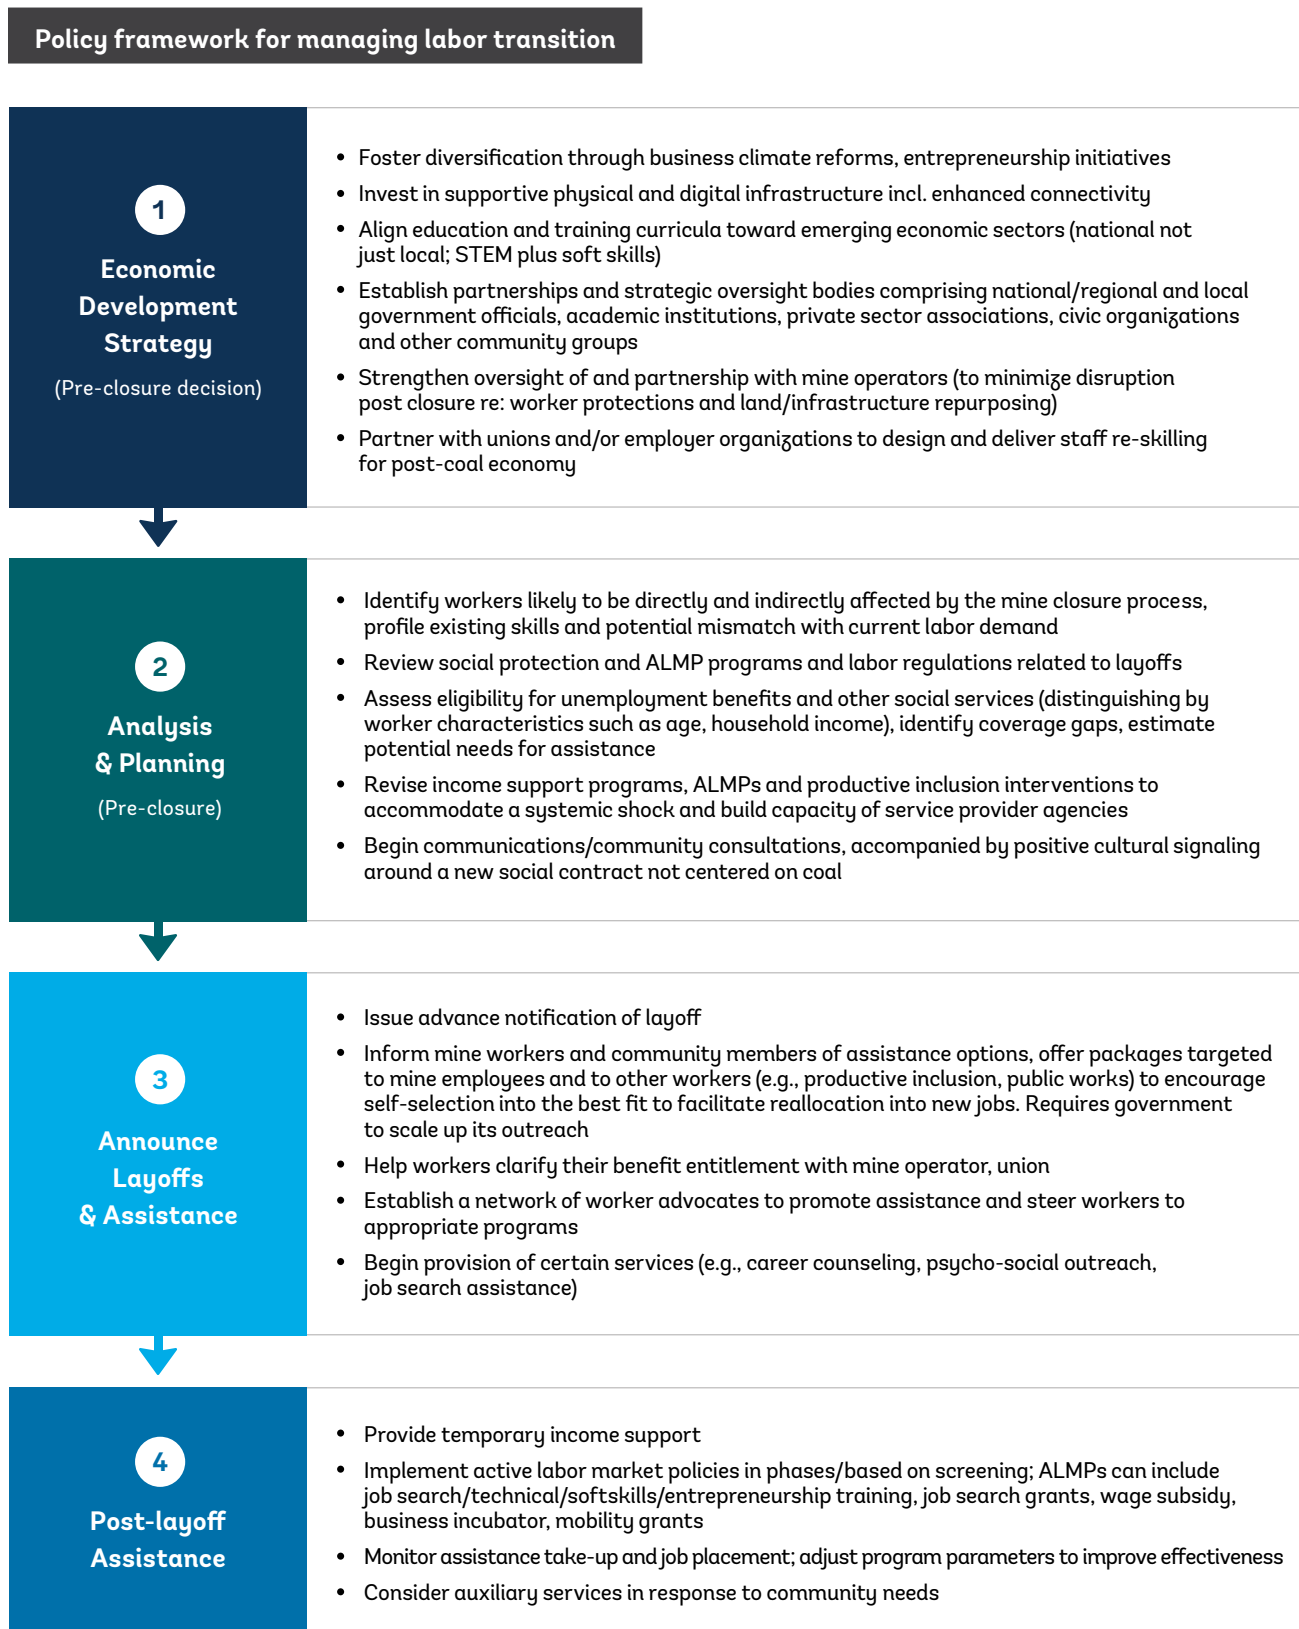 Policy framework for managing labor transition
1
Economic
Development
Strategy
(Pre-closure decision)
• Foster diversification through business climate reforms, entrepreneurship initiatives
• Invest in supportive physical and digital infrastructure incl. enhanced connectivity
• Align education and training curricula toward emerging economic sectors (national not
just local; STEM plus soft skills)
• Establish partnerships and strategic oversight bodies comprising national/regional and local
government officials, academic institutions, private sector associations, civic organizations
and other community groups
• Strengthen oversight of and partnership with mine operators (to minimize disruption
post closure re: worker protections and land/infrastructure repurposing)
• Partner with unions and/or employer organizations to design and deliver staff re-skilling
for post-coal economy
2
Analysis
& Planning
(Pre-closure)
• Identify workers likely to be directly and indirectly affected by the mine closure process,
profile existing skills and potential mismatch with current labor demand
• Review social protection and ALMP programs and labor regulations related to layoffs
• Assess eligibility for unemployment benefits and other social services (distinguishing by
worker characteristics such as age, household income), identify coverage gaps, estimate
potential needs for assistance
• Revise income support programs, ALMPs and productive inclusion interventions to
accommodate a systemic shock and build capacity of service provider agencies
• Begin communications/community consultations, accompanied by positive cultural signaling
around a new social contract not centered on coal
3
Announce
Layoffs
& Assistance
• Issue advance notification of layoff
• Inform mine workers and community members of assistance options, offer packages targeted
to mine employees and to other workers (e.g., productive inclusion, public works) to encourage
self-selection into the best fit to facilitate reallocation into new jobs. Requires government
to scale up its outreach
• Help workers clarify their benefit entitlement with mine operator, union
• Establish a network of worker advocates to promote assistance and steer workers to
appropriate programs
• Begin provision of certain services (e.g., career counseling, psycho-social outreach,
job search assistance)
4
Post-layoff
Assistance
• Provide temporary income support
• Implement active labor market policies in phases/based on screening; ALMPs can include
job search/technical/softskills/entrepreneurship training, job search grants, wage subsidy,
business incubator, mobility grants
• Monitor assistance take-up and job placement; adjust program parameters to improve effectiveness
• Consider auxiliary services in response to community needs